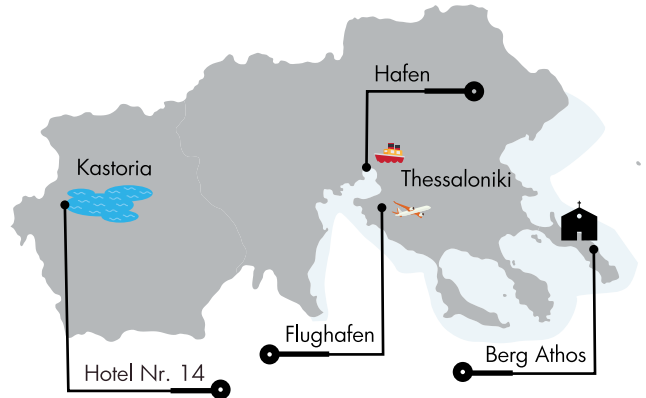 Hafen
Kastoria
Thessaloniki
Flughafen
Berg Athos
Hotel Nr. 14